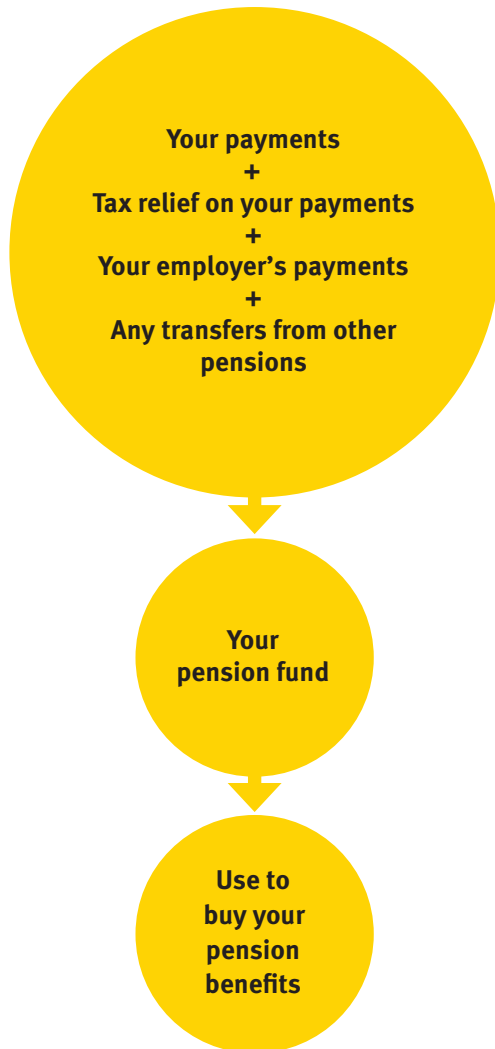 Your payments
+
Tax relief on your payments
+
Your employer’s payments
+
Any transfers from other
pensions
Your
pension fund
Use to
buy your
pension
benefits